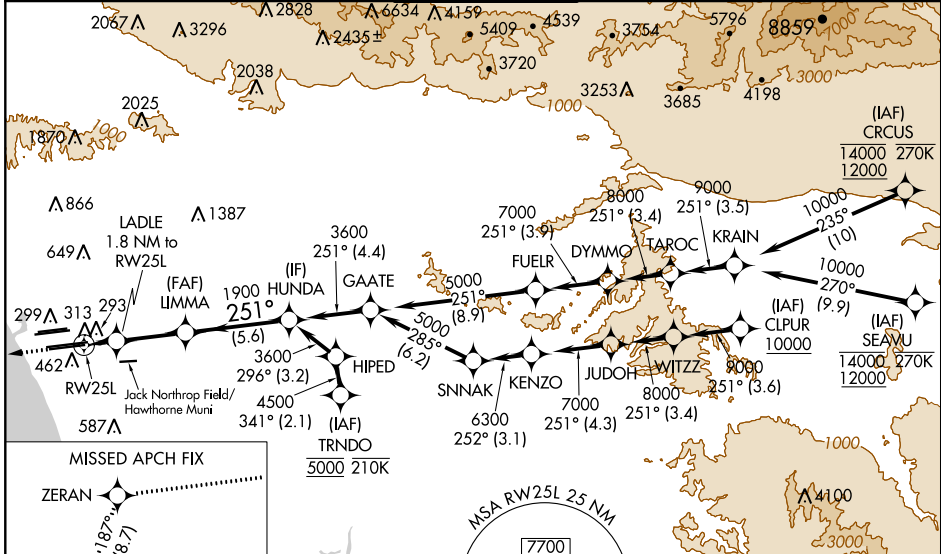 2067
3296
2828
2435±
6634
4159
5409
4539
3720
3754
5796
8859
7000
2038
3253
3685
4198
3000
1000
2025
1870
000
(IAF)
CRCUS
14000 270K
12000
866
1387
649
LADLE
1.8 NM to
RW25L
(FAF)
LIMMA
1900
251°
(5.6)
(IF)
HUNDA
3600
251° (4.4)
GAATE
5000
251°
(8.9)
7000
251° (3.9)
FUELR
8000
251° (3.4)
DYMMO
TAROC
9000
251° (3.5)
KRAIN
10000
235°
(10)
10000
270°
(9.9)
(IAF)
SEAVU
14000 270K
12000
(IAF)
CLPUR
10000
299
313
293
462
RW25L
Jack Northrop Field/
Hawthorne Muni
587
3600
296° (3.2)
HIPED
4500
341° (2.1)
(IAF)
TRNDO
5000 210K
5000
285°
(6.2)
SNNAK
6300
252° (3.1)
KENZO
7000
251° (4.3)
JUDOH
8000
251° (3.4)
WITZZ
9000
251° (3.6)
MISSED APCH FIX
ZERAN
187°
8.7)
MSA RW25L 25 NM
7700
1000
4100
3000